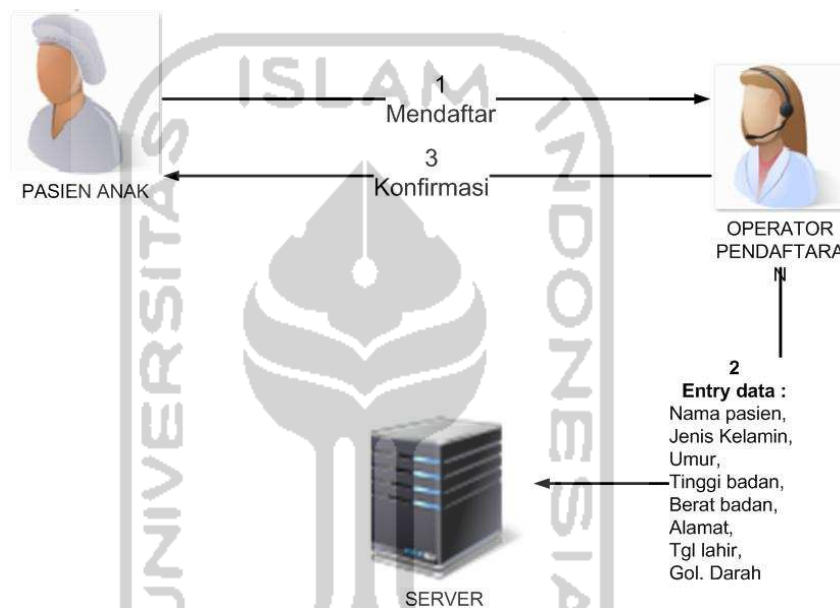 UNIVERSITAS
ISLAM
INDONESIA
1
Mendaftar
3
Konfirmasi
PASIEN ANAK
OPERATOR
PENDAFTARA
N
2
Entry data :
Nama pasien,
Jenis Kelamin,
Umur,
Tinggi badan,
Berat badan,
Alamat,
Tgl lahir,
Gol. Darah
SERVER